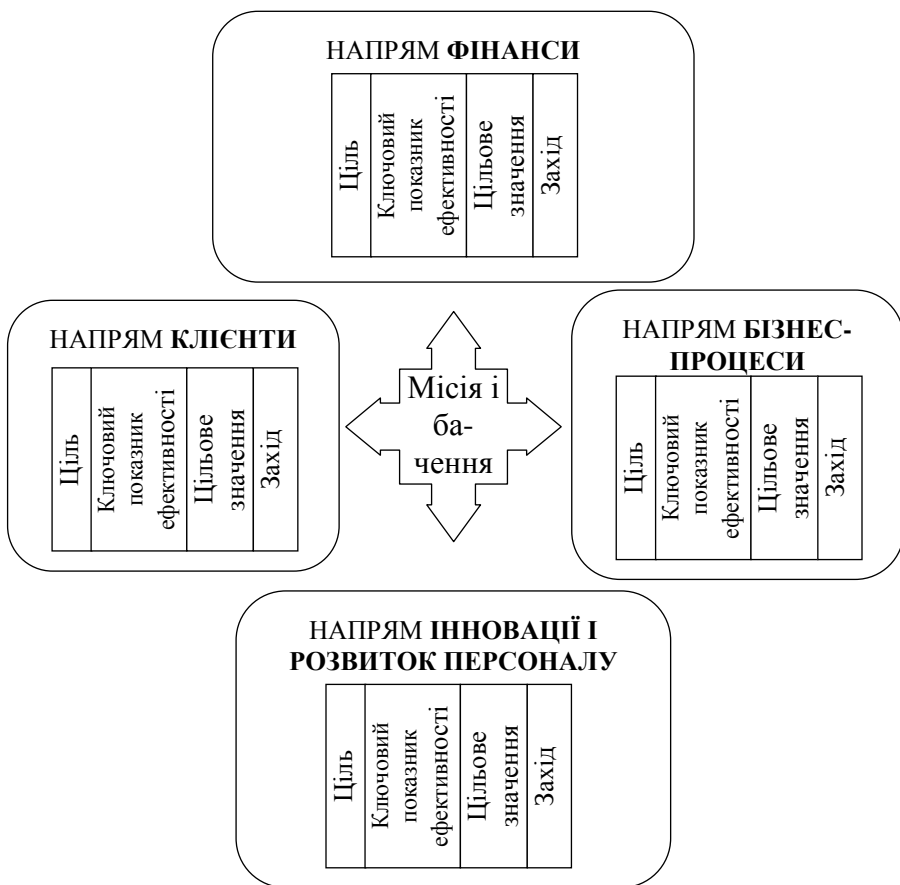 НАПРЯМ ФІНАНСИ
Ціль
Ключовий
показник
ефективності
Цільове
значення
Захід
НАПРЯМ КЛІЄНТИ
Ціль
Ключовий
показник
ефективності
Цільове
значення
Захід
Місія і
ба-
чення
НАПРЯМ БІЗНЕС-
ПРОЦЕСИ
Ціль
Ключовий
показник
ефективності
Цільове
значення
Захід
НАПРЯМ ІННОВАЦІЇ І
РОЗВИТОК ПЕРСОНАЛУ
Ціль
Ключовий
показник
ефективності
Цільове
значення
Захід